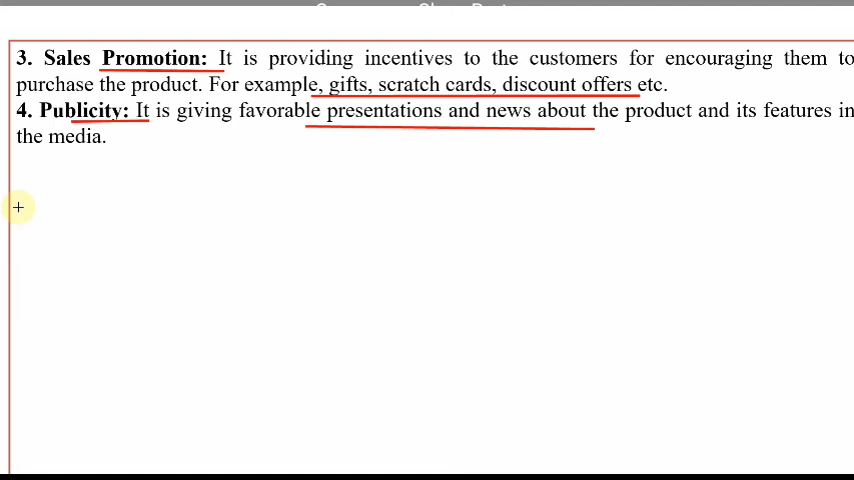 3. Sales Promotion: It is providing incentives to the customers for encouraging them to
purchase the product. For example, gifts, scratch cards, discount offers etc.
4. Publicity: It is giving favorable presentations and news about the product and its features in
the media.